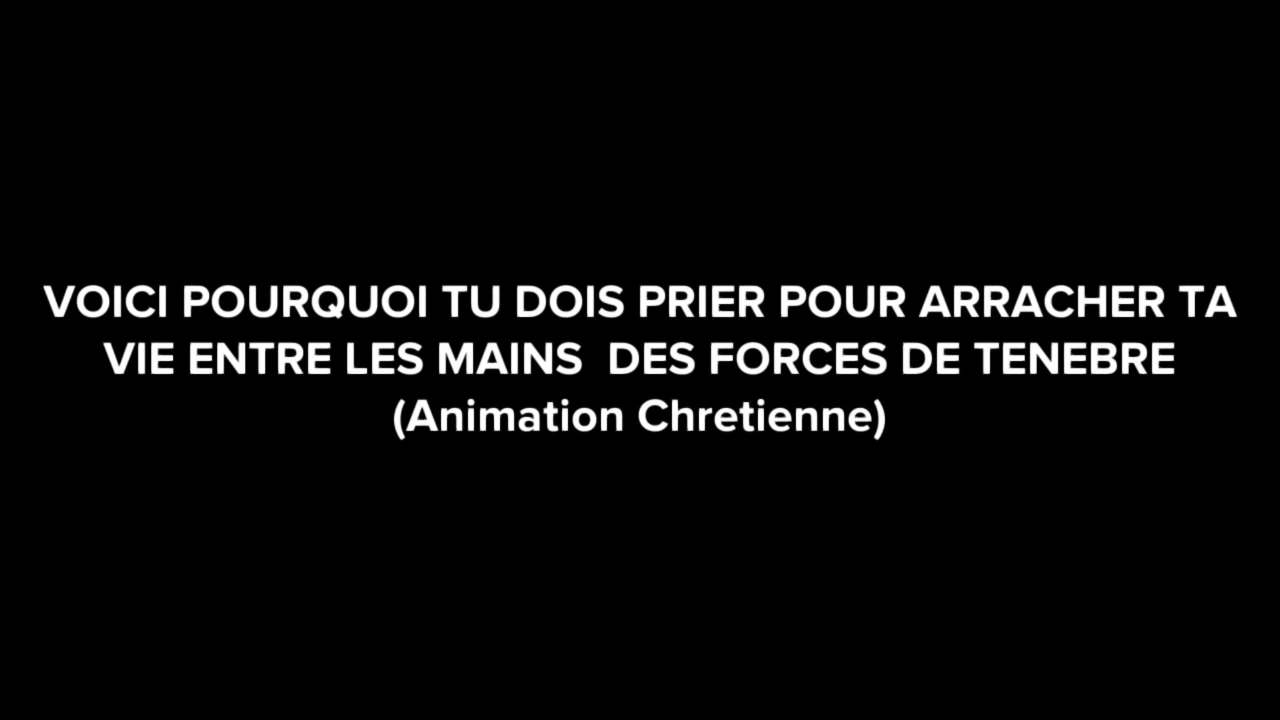 VOICI POURQUOI TU DOIS PRIER POUR ARRACHER TA
VIE ENTRE LES MAINS  DES FORCES DE TENEBRE
(Animation Chretienne)